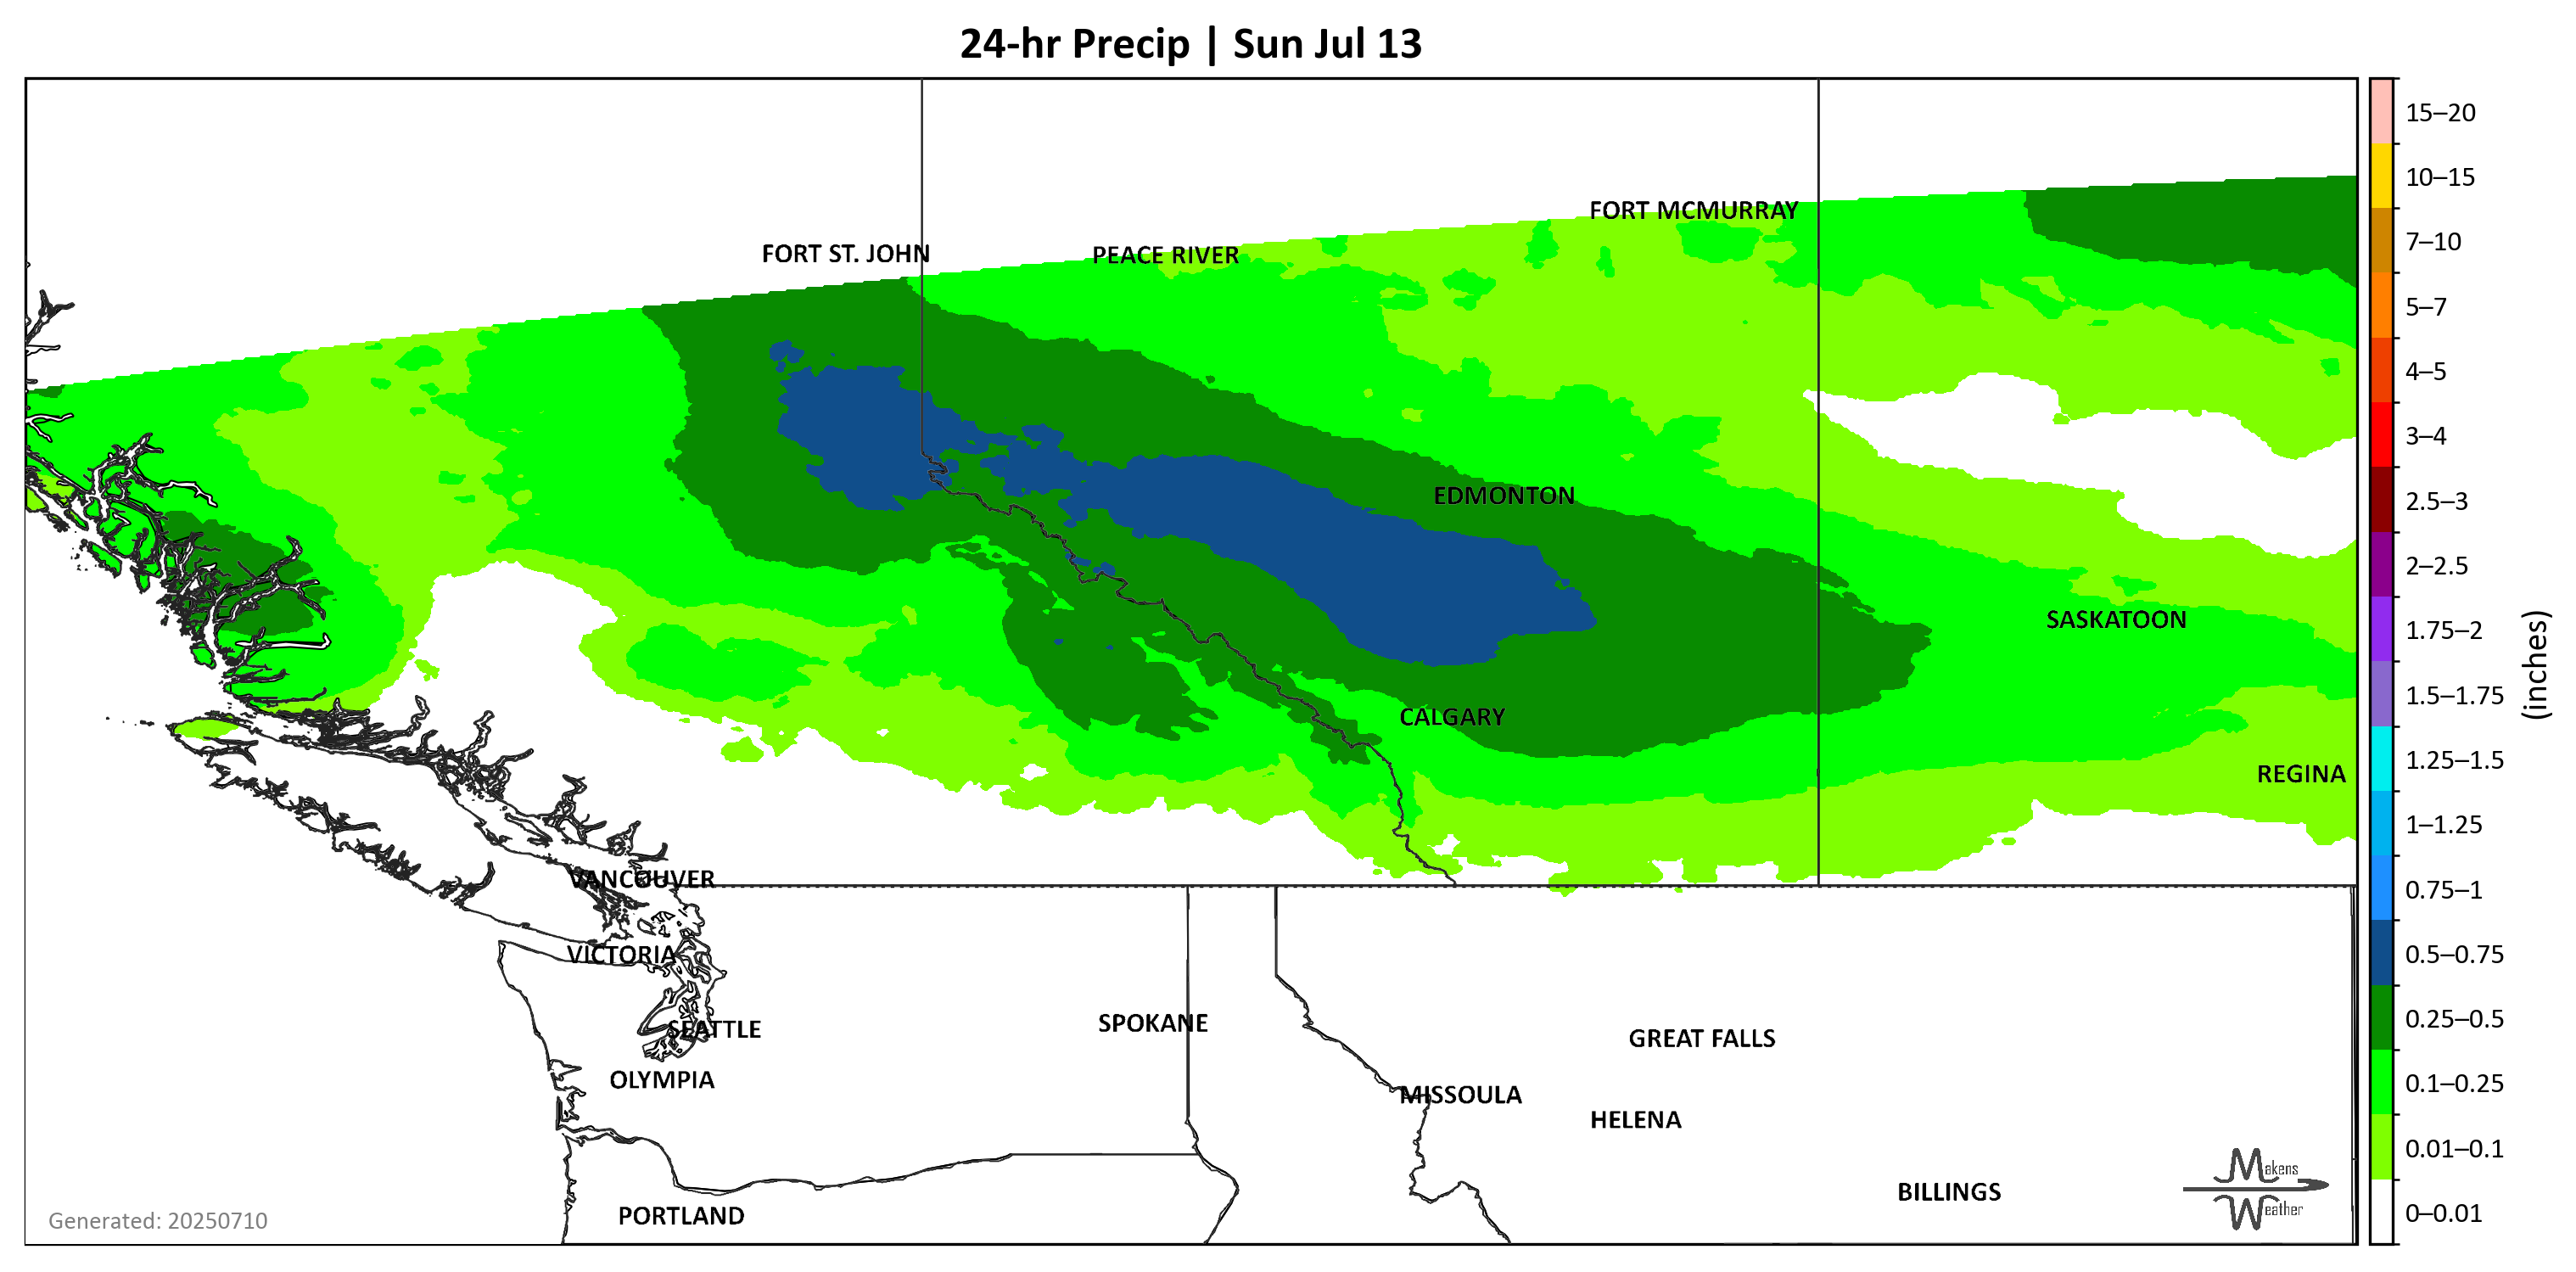 24-hr Precip | Sun Jul 13
FORT MCMURRAY
FORT ST. JOHN
PEACE RIVER
EDMONTON
SASKATOON
CALGARY
REGINA
VANCOUVER
VICTORIA
SEATTLE
SPOKANE
GREAT FALLS
OLYMPIA
MISSOULA
HELENA
BILLINGS
PORTLAND
Generated: 20250710
Makens
Weather
15–20
10–15
7–10
5–7
4–5
3–4
2.5–3
2–2.5
1.75–2
1.5–1.75
1.25–1.5
1–1.25
0.75–1
0.5–0.75
0.25–0.5
0.1–0.25
0.01–0.1
0–0.01
(inches)